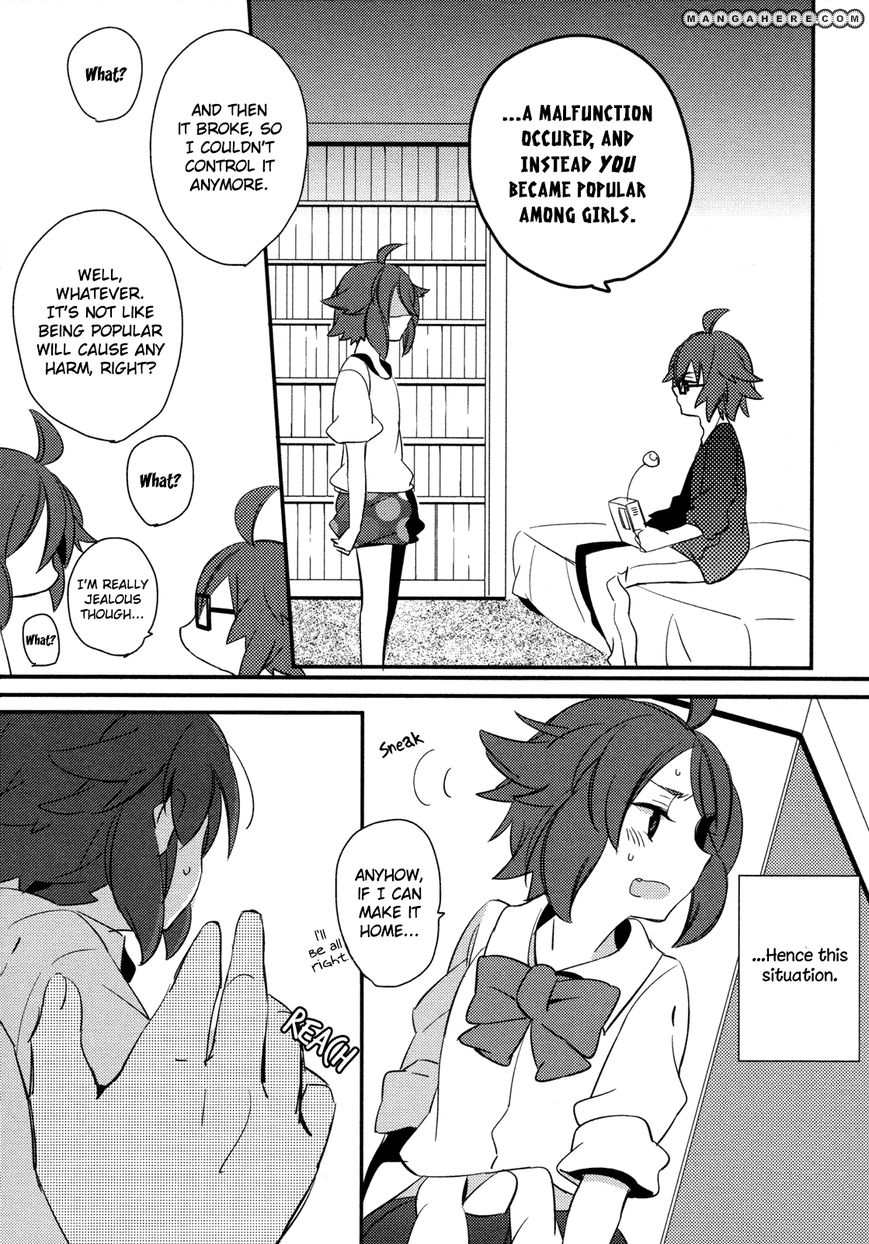 MANGAHERE.COM
...A MALFUNCTION
OCCURED, AND
INSTEAD YOU
BECAME POPULAR
AMONG GIRLS.
What?
AND THEN
IT BROKE, SO
I COULDN'T
CONTROL IT
ANYMORE.
WELL,
WHATEVER.
IT'S NOT LIKE
BEING POPULAR
WILL CAUSE ANY
HARM, RIGHT?
What?
I'M REALLY
JEALOUS
THOUGH...
What?
...Hence this
situation.
Sneak
ANYHOW,
IF I CAN
MAKE IT
HOME...
I'll
Be all
right
REACH